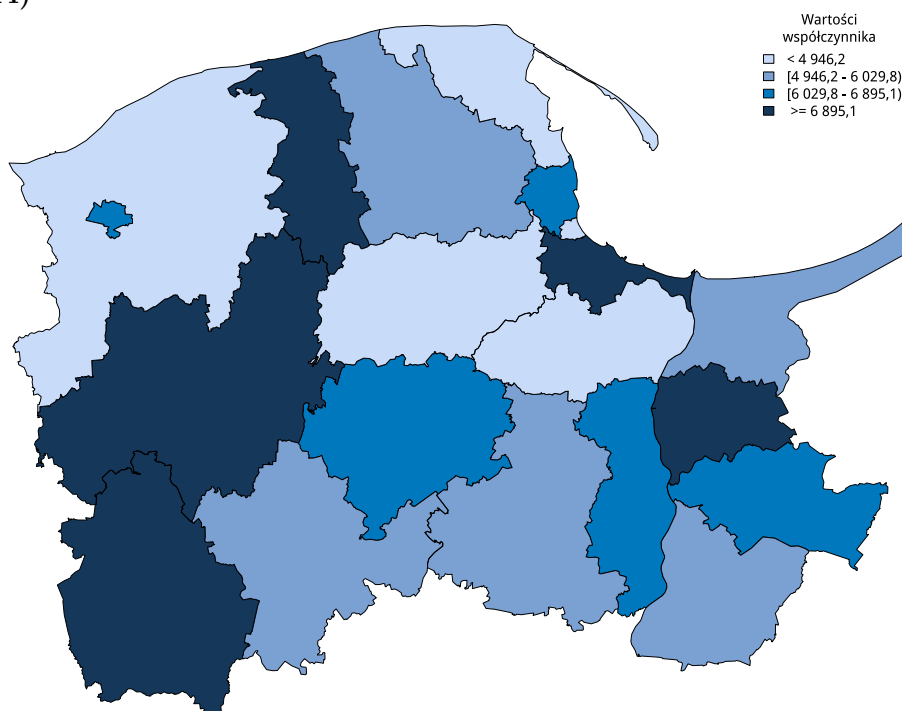 Wartości
współczynnika
< 4 946,2
[4 946,2 - 6 029,8)
[6 029,8 - 6 895,1)
>= 6 895,1